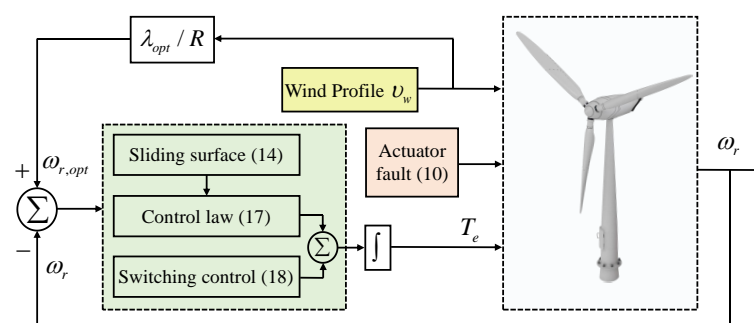 λ_opt / R
Wind Profile υ_w
Sliding surface (14)
Actuator
fault (10)
ω_r
+
ω_{r,opt}
Σ
Control law (17)
Σ
∫
T_e
−
ω_r
Switching control (18)